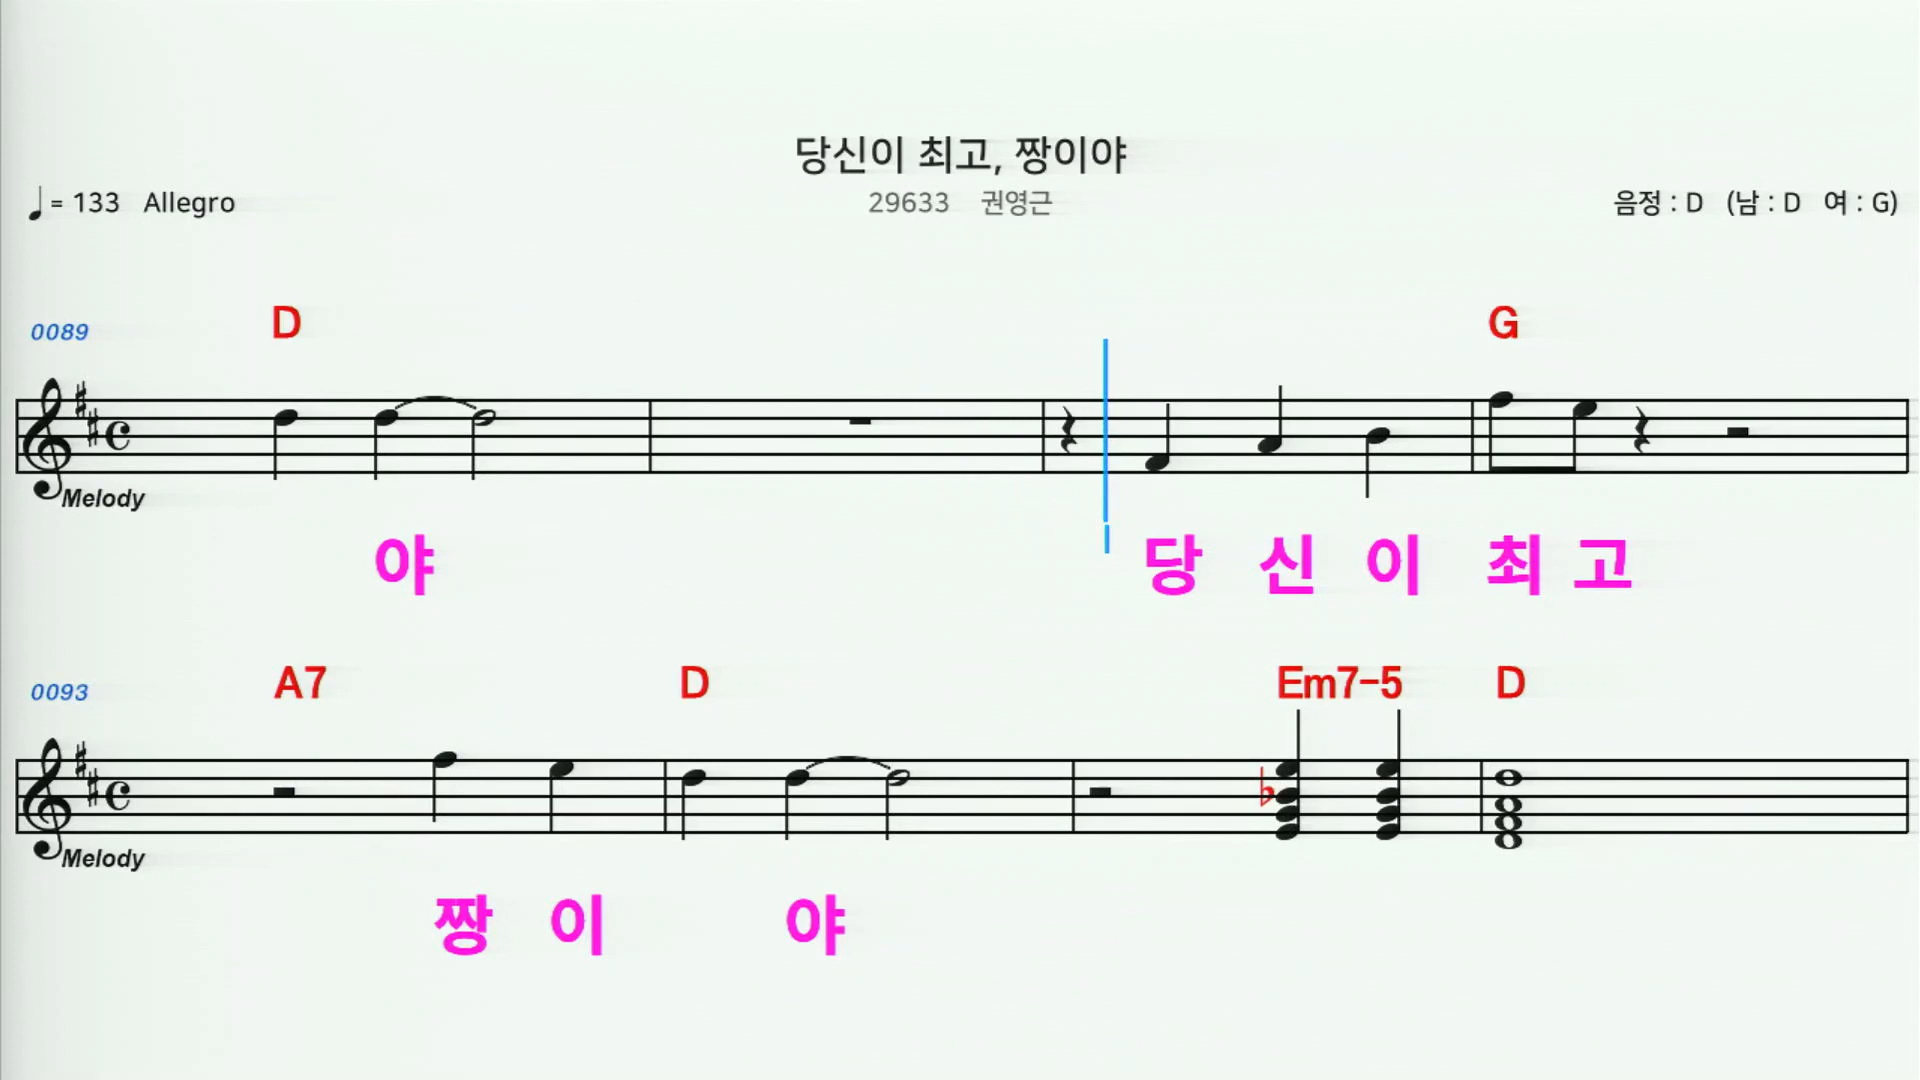 당신이 최고, 짱이야
♩ = 133 Allegro
29633 권영근
음정 : D (남 : D 여 : G)
0089 D G
Melody
야 당 신 이 최 고
0093 A7 D Em7-5 D
Melody
짱 이 야